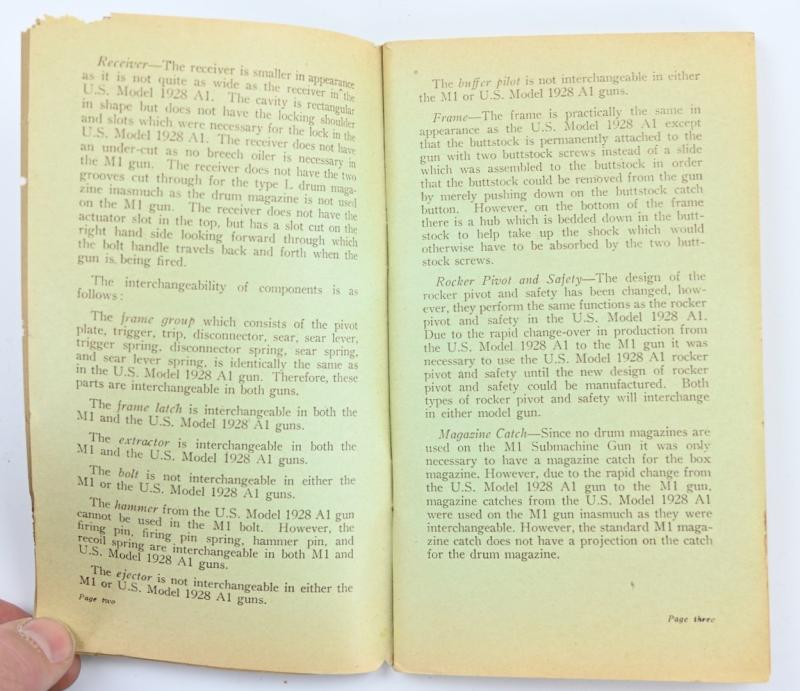 Receiver—The receiver is smaller in appearance
as it is not quite as wide as the receiver in the
U.S. Model 1928 A1. The cavity is rectangular
in shape but does not have the locking shoulder
and slots which were necessary for the lock in the
U.S. Model 1928 A1. The receiver does not have
an under-cut as no breech oiler is necessary in
the M1 gun. The receiver does not have the two
grooves cut through for the type L drum maga-
zine inasmuch as the drum magazine is not used
on the M1 gun. The receiver does not have the
actuator slot in the top, but has a slot cut on the
right hand side looking forward through which
the bolt handle travels back and forth when the
gun is being fired.
The interchangeability of components is as
follows:
The frame group which consists of the pivot
plate, trigger, trip, disconnector, sear, sear lever,
trigger spring, disconnector spring, sear spring,
and sear lever spring, is identically the same as
in the U.S. Model 1928 A1 gun. Therefore, these
parts are interchangeable in both guns.
The frame latch is interchangeable in both the
M1 and the U.S. Model 1928 A1 guns.
The extractor is interchangeable in both the
M1 and the U.S. Model 1928 A1 guns.
The bolt is not interchangeable in either the
M1 or the U.S. Model 1928 A1 guns.
The hammer from the U.S. Model 1928 A1 gun
cannot be used in the M1 bolt. However, the
firing pin, firing pin spring, hammer pin, and
recoil spring are interchangeable in both M1 and
U.S. Model 1928 A1 guns.
The ejector is not interchangeable in either the
M1 or U.S. Model 1928 A1 guns.
Page two
The buffer pilot is not interchangeable in either
the M1 or U.S. Model 1928 A1 guns.
Frame—The frame is practically the same in
appearance as the U.S. Model 1928 A1 except
that the buttstock is permanently attached to the
gun with two buttstock screws instead of a slide
which was assembled to the buttstock in order
that the buttstock could be removed from the gun
by merely pushing down on the buttstock catch
button. However, on the bottom of the frame
there is a hub which is bedded down in the butt-
stock to help take up the shock which would
otherwise have to be absorbed by the two butt-
stock screws.
Rocker Pivot and Safety—The design of the
rocker pivot and safety has been changed, how-
ever, they perform the same functions as the rocker
pivot and safety in the U.S. Model 1928 A1.
Due to the rapid change-over in production from
the U.S. Model 1928 A1 to the M1 gun it was
necessary to use the U.S. Model 1928 A1 rocker
pivot and safety until the new design of rocker
pivot and safety could be manufactured. Both
types of rocker pivot and safety will interchange
in either model gun.
Magazine Catch—Since no drum magazines are
used on the M1 Submachine Gun it was only
necessary to have a magazine catch for the box
magazine. However, due to the rapid change from
the U.S. Model 1928 A1 gun to the M1 gun,
magazine catches from the U.S. Model 1928 A1
were used on the M1 gun inasmuch as they were
interchangeable. However, the standard M1 maga-
zine catch does not have a projection on the catch
for the drum magazine.
Page three